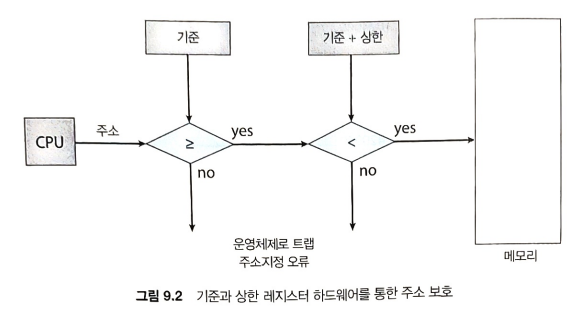 기준
기준 + 상한
CPU
주소
≥
yes
<
yes
no
no
운영체제로 트랩
주소지정 오류
메모리
그림 9.2 기준과 상한 레지스터 하드웨어를 통한 주소 보호